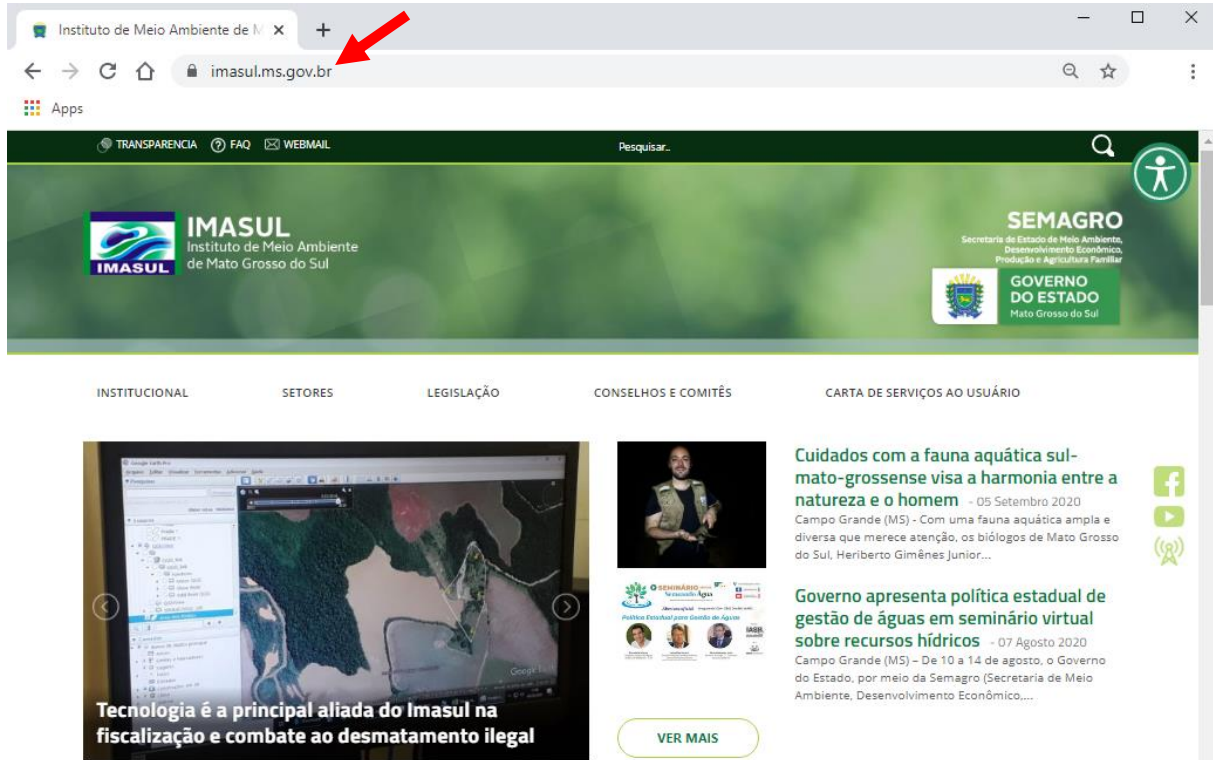 Instituto de Meio Ambiente de M
imasul.ms.gov.br
Apps
TRANSPARENCIA FAQ WEBMAIL Pesquisar..
IMASUL
IMASUL
Instituto de Meio Ambiente
de Mato Grosso do Sul
SEMAGRO
Secretaria de Estado de Meio Ambiente,
Desenvolvimento Econômico,
Produção e Agricultura Familiar
GOVERNO
DO ESTADO
Mato Grosso do Sul
INSTITUCIONAL SETORES LEGISLAÇÃO CONSELHOS E COMITÊS CARTA DE SERVIÇOS AO USUÁRIO
Google Earth Pro
Tecnologia é a principal aliada do Imasul na
fiscalização e combate ao desmatamento ilegal
O SEMINÁRIO
Semeando Água
Política Estadual para Gestão de Águas
VER MAIS
Cuidados com a fauna aquática sul-
mato-grossense visa a harmonia entre a
natureza e o homem - 05 Setembro 2020
Campo Grande (MS) - Com uma fauna aquática ampla e
diversa que merece atenção, os biólogos de Mato Grosso
do Sul, Heriberto Gimênes Junior...
Governo apresenta política estadual de
gestão de águas em seminário virtual
sobre recursos hídricos - 07 Agosto 2020
Campo Grande (MS) – De 10 a 14 de agosto, o Governo
do Estado, por meio da Semagro (Secretaria de Meio
Ambiente, Desenvolvimento Econômico,...